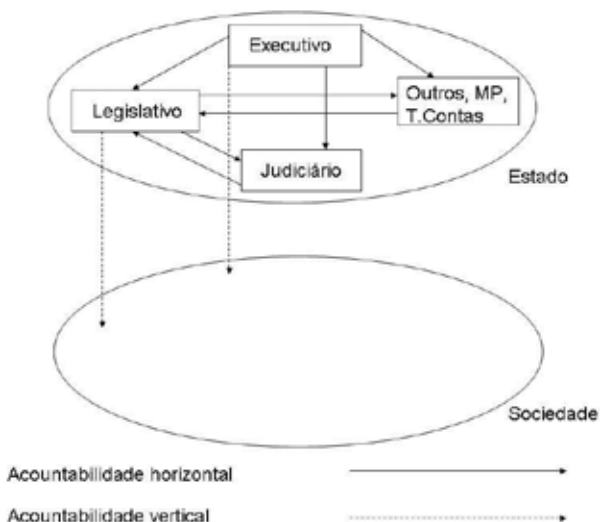 Executivo
Legislativo
Outros, MP,
T.Contas
Judiciário
Estado
Sociedade
Acountabilidade horizontal
Acountabilidade vertical